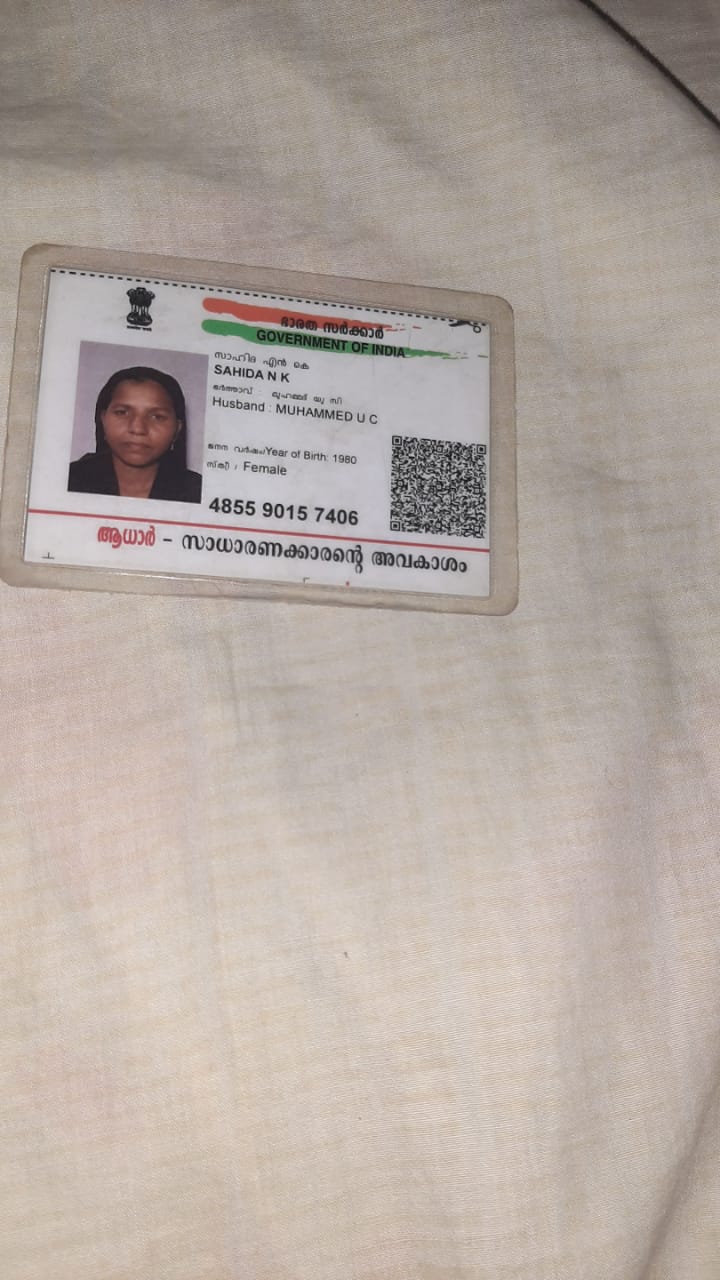 ഭാരത സർക്കാർ
GOVERNMENT OF INDIA
സാഹിദ എൻ കെ
SAHIDA N K
ഭർത്താവ് : മുഹമ്മദ് യു സി
Husband : MUHAMMED U C
ജനന വർഷം/Year of Birth: 1980
സ്ത്രീ / Female
4855 9015 7406
ആധാർ – സാധാരണക്കാരന്റെ അവകാശം